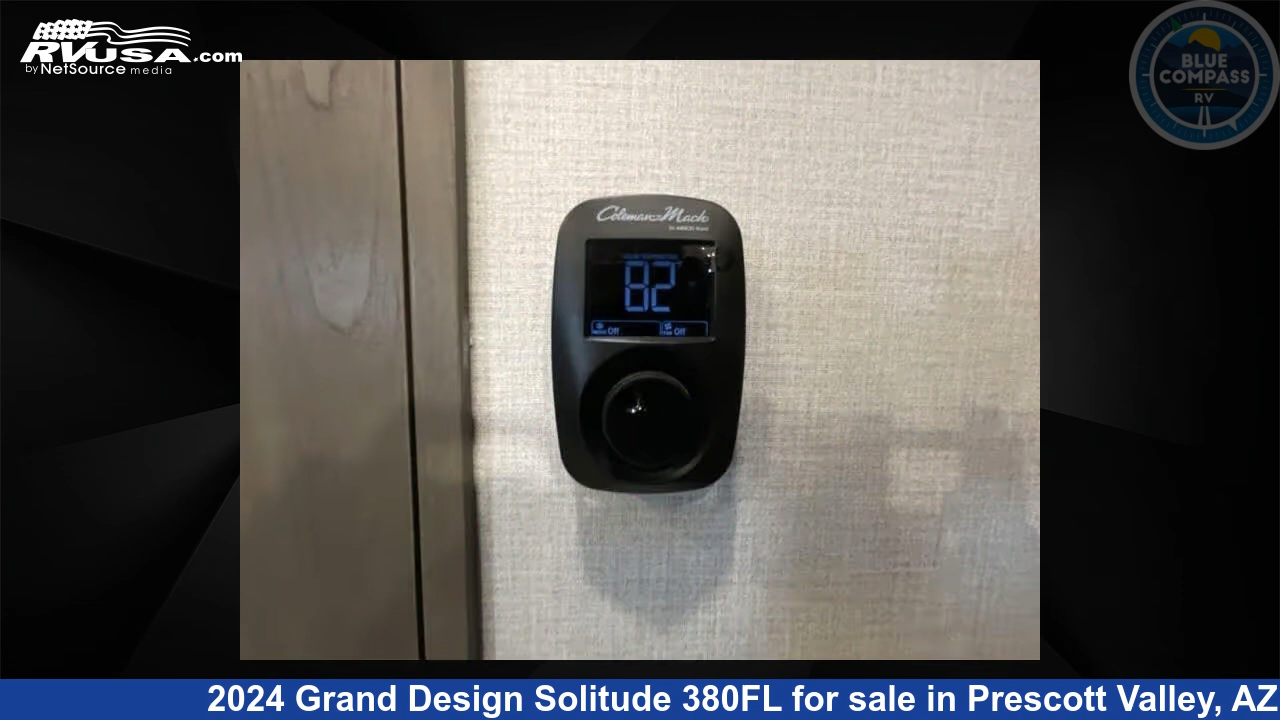 RVUSA.com
by NetSource media
BLUE
COMPASS
RV
Coleman-Mach
82
Off
Off
2024 Grand Design Solitude 380FL for sale in Prescott Valley, AZ